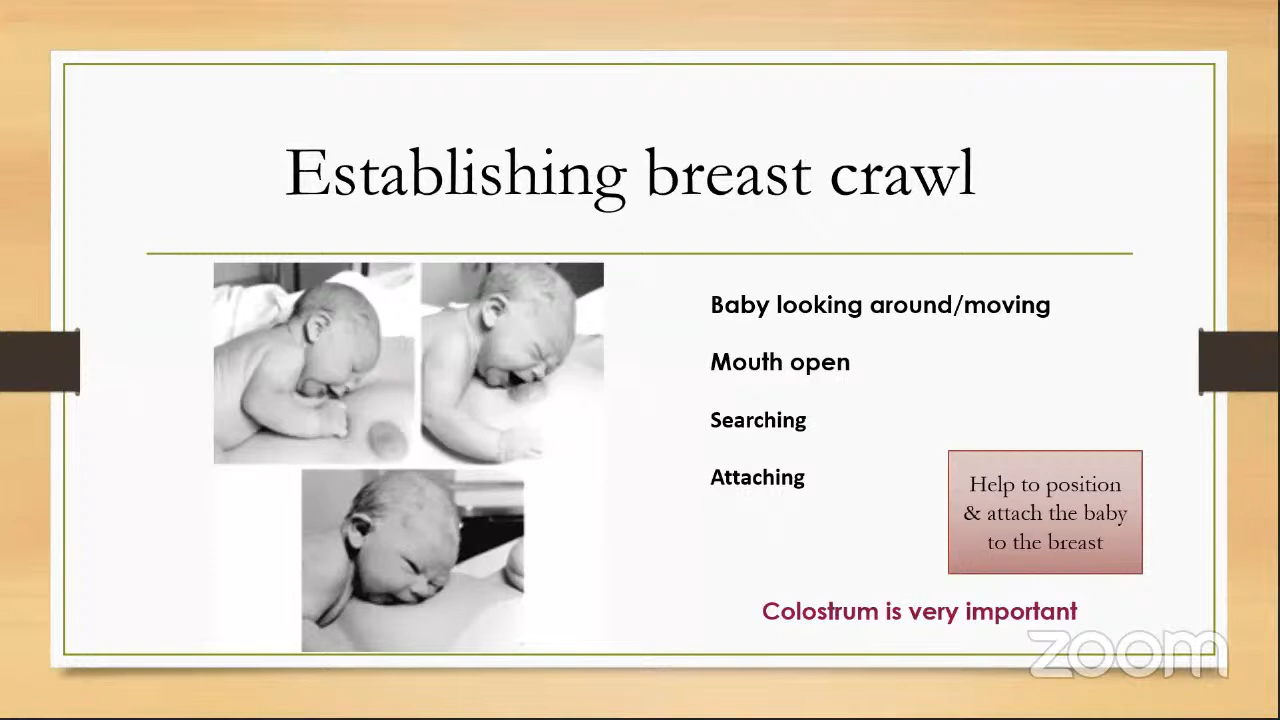 Establishing breast crawl
Baby looking around/moving
Mouth open
Searching
Attaching
Help to position
& attach the baby
to the breast
Colostrum is very important
zoom